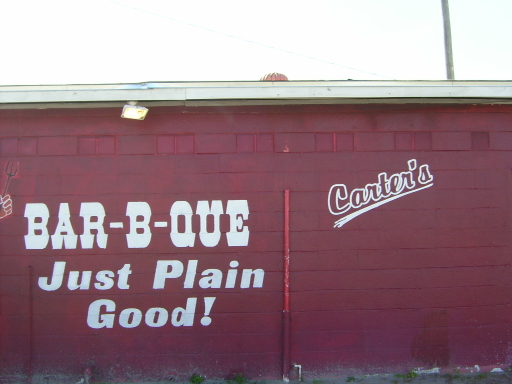 BAR-B-QUE
Just Plain
Good!
Carter's